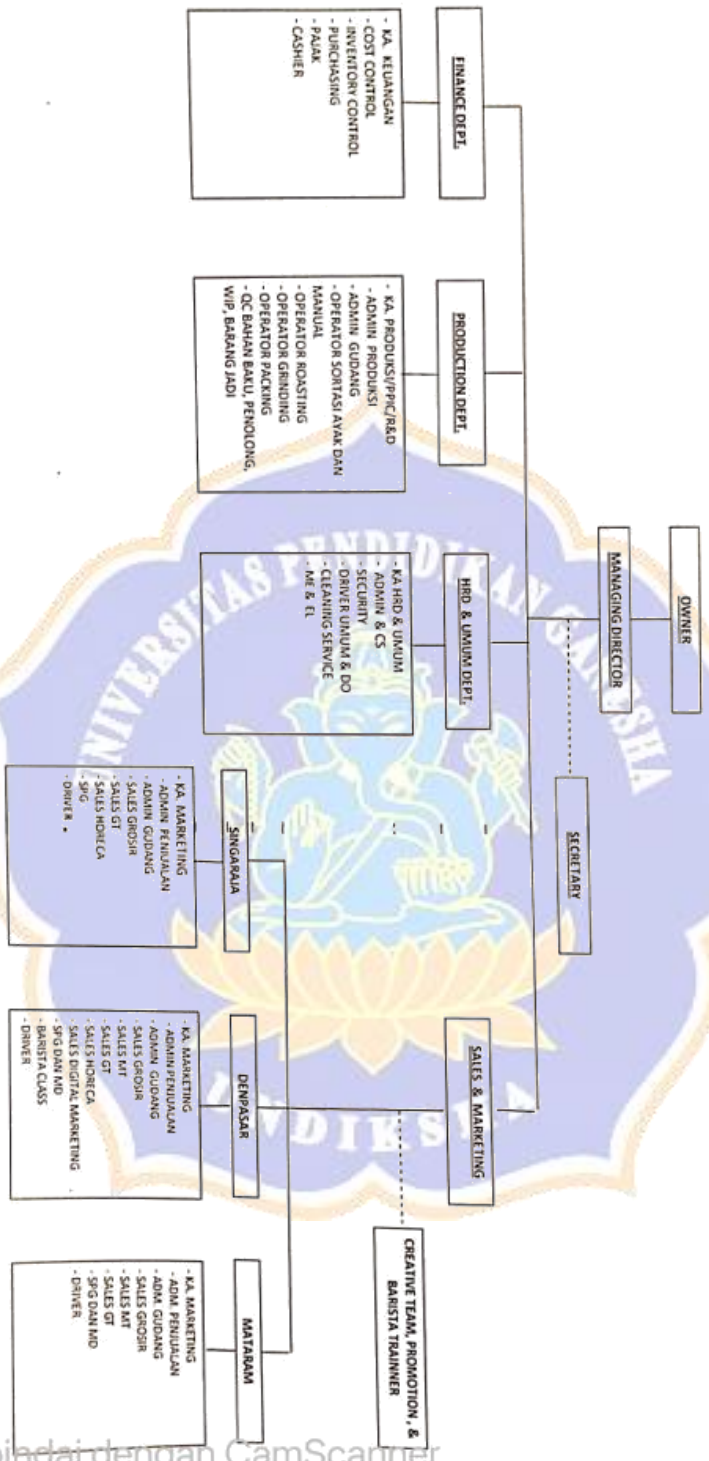 OWNER
MANAGING DIRECTOR
SECRETARY
FINANCE DEPT.
- KA. KEUANGAN
- COST CONTROL
- INVENTORY CONTROL
- PURCHASING
- PAJAK
- CASHIER
PRODUCTION DEPT.
- KA. PRODUKSI/PPIC/R&D
- ADMIN PRODUKSI
- ADMIN GUDANG
- OPERATOR SORTASI AYAK DAN
MANUAL
- OPERATOR ROASTING
- OPERATOR GRINDING
- OPERATOR PACKING
- QC BAHAN BAKU, PENOLONG,
WIP, BARANG JADI
HRD & UMUM DEPT.
- KA HRD & UMUM
- ADMIN & CS
- SECURITY
- DRIVER UMUM & DO
- CLEANING SERVICE
- ME & EL
SALES & MARKETING
CREATIVE TEAM, PROMOTION, &
BARISTA TRAINNER
SINGARAJA
- KA. MARKETING
- ADMIN PENJUALAN
- ADMIN GUDANG
- SALES GROSIR
- SALES GT
- SALES HORECA
- SPG
- DRIVER
DENPASAR
- KA. MARKETING
- ADMIN PENJUALAN
- ADMIN GUDANG
- SALES GROSIR
- SALES MT
- SALES GT
- SALES HORECA
- SALES DIGITAL MARKETING
- SPG DAN MD
- BARISTA CLASS
- DRIVER
MATARAM
- KA. MARKETING
- ADM. PENJUALAN
- ADM. GUDANG
- SALES GROSIR
- SALES MT
- SALES GT
- SPG DAN MD
- DRIVER
UNIVERSITAS PENDIDIKAN GANESHA
UNDIKSHA
dengan CamScanner